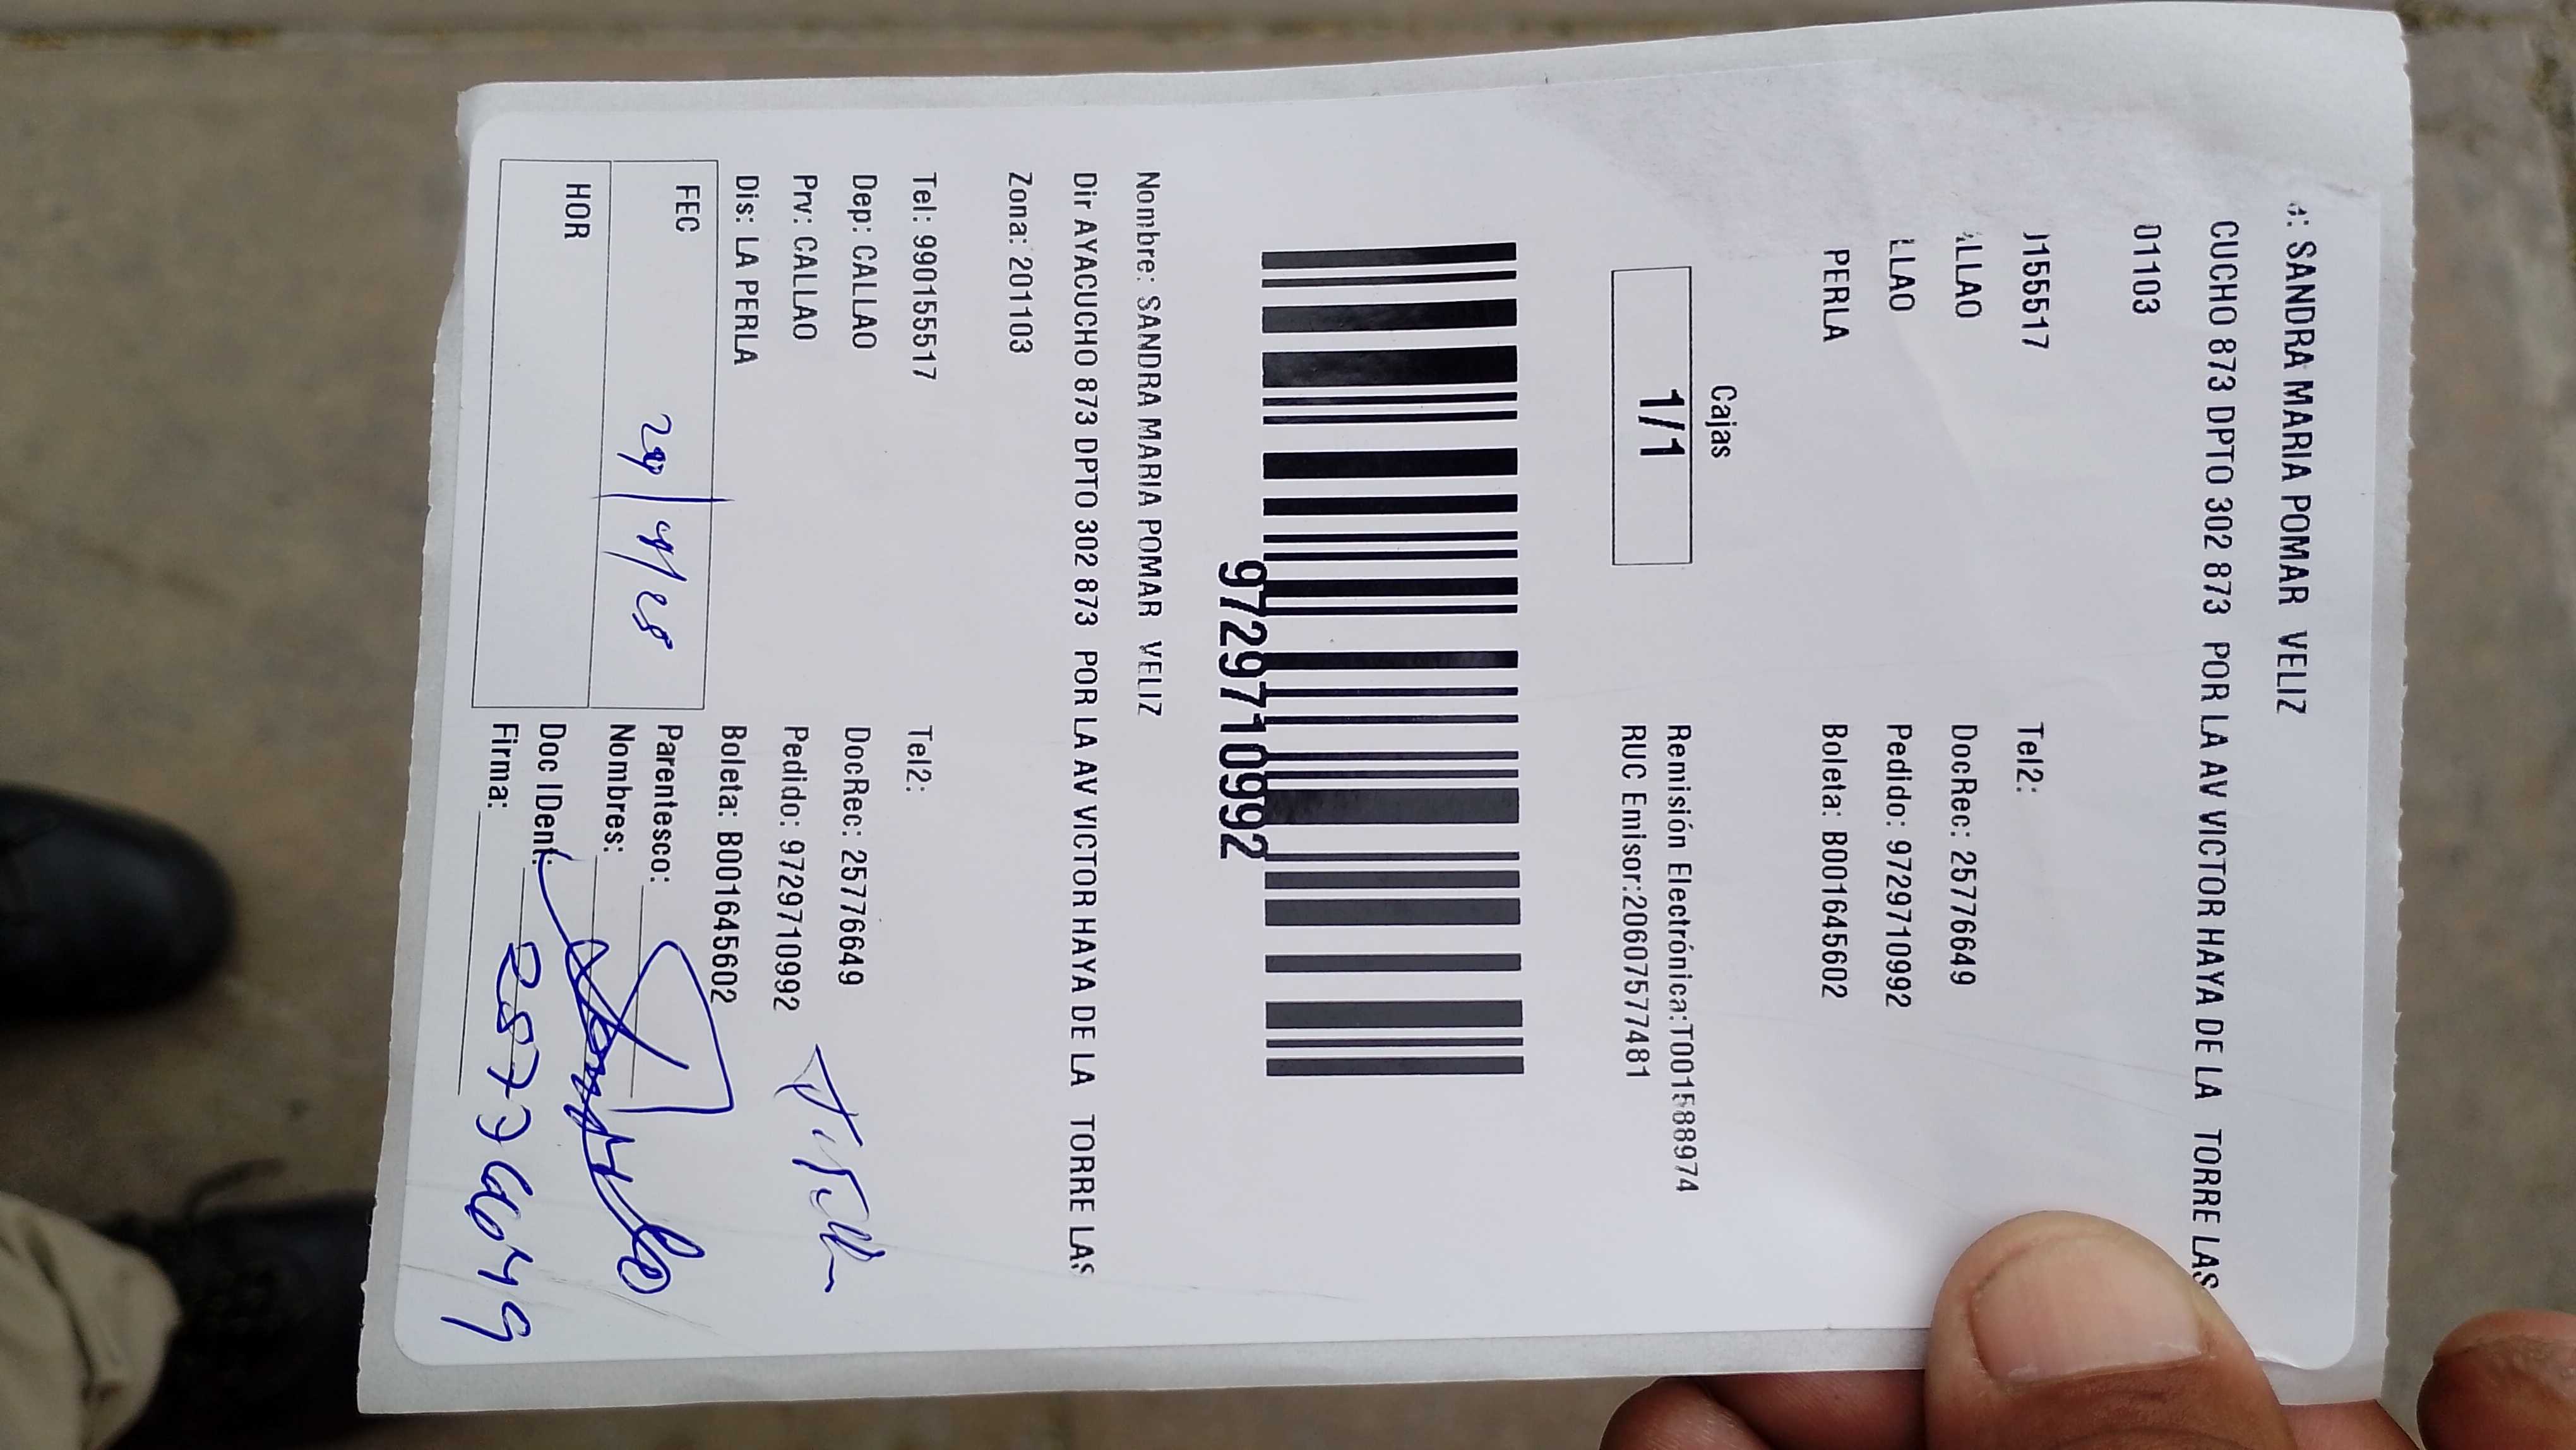 : SANDRA MARIA POMAR VELIZ
CUCHO 873 DPTO 302 873 POR LA AV VICTOR HAYA DE LA TORRE LAS
01103
155517 Tel2:
LLAO DocRec: 25776649
LLAO Pedido: 9729710992
PERLA Boleta: B001645602
Cajas
1/1
Remisión Electrónica:T001588974
RUC Emisor:20607577481
9729710992
Nombre: SANDRA MARIA POMAR VELIZ
Dir AYACUCHO 873 DPTO 302 873 POR LA AV VICTOR HAYA DE LA TORRE LAS
Zona: 201103
Tel: 990155517 Tel2:
Dep: CALLAO DocRec: 25776649
Prv: CALLAO Pedido: 9729710992
Dis: LA PERLA Boleta: B001645602
FEC Parentesco:
Nombres:
HOR Doc IDent:
Firma: 25776649